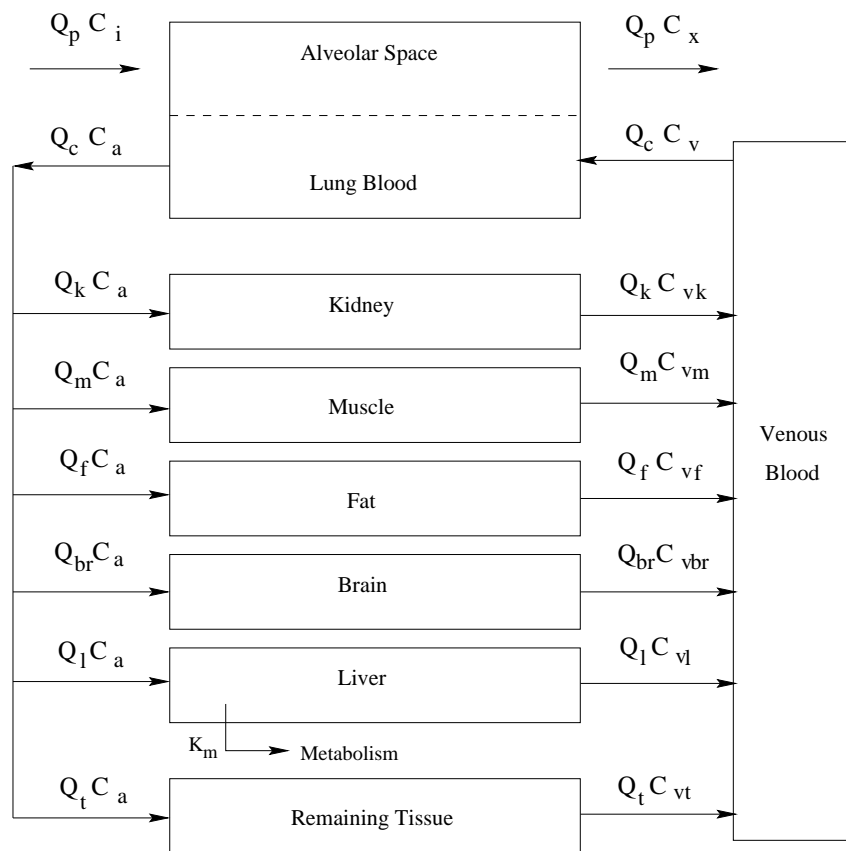 Q_p C_i
Q_p C_x
Alveolar Space
Q_c C_a
Q_c C_v
Lung Blood
Q_k C_a
Kidney
Q_k C_vk
Q_m C_a
Muscle
Q_m C_vm
Venous
Blood
Q_f C_a
Fat
Q_f C_vf
Q_br C_a
Brain
Q_br C_vbr
Q_l C_a
Liver
Q_l C_vl
K_m
Metabolism
Q_t C_a
Remaining Tissue
Q_t C_vt